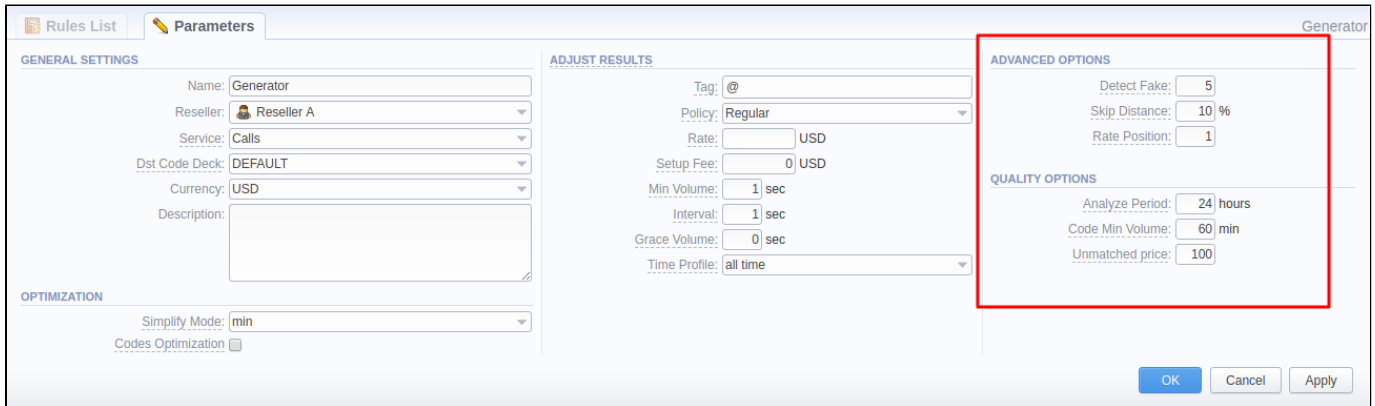 Rules List
Parameters
Generator
GENERAL SETTINGS
Name: Generator
Reseller: Reseller A
Service: Calls
Dst Code Deck: DEFAULT
Currency: USD
Description:
OPTIMIZATION
Simplify Mode: min
Codes Optimization
ADJUST RESULTS
Tag: @
Policy: Regular
Rate: USD
Setup Fee: 0 USD
Min Volume: 1 sec
Interval: 1 sec
Grace Volume: 0 sec
Time Profile: all time
ADVANCED OPTIONS
Detect Fake: 5
Skip Distance: 10 %
Rate Position: 1
QUALITY OPTIONS
Analyze Period: 24 hours
Code Min Volume: 60 min
Unmatched price: 100
OK
Cancel
Apply